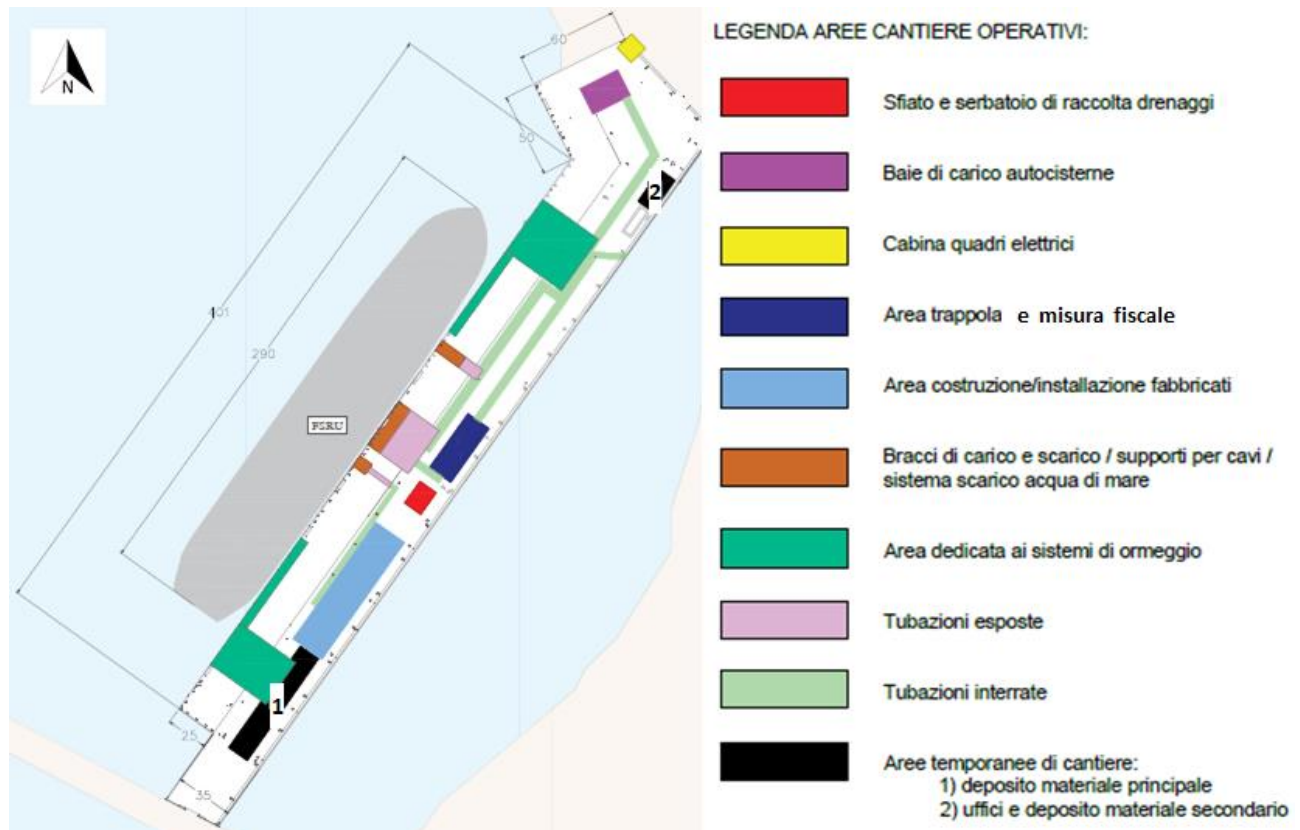 N
60
50
401
290
FSRU
25
35
1
2
LEGENDA AREE CANTIERE OPERATIVI:
Sfiato e serbatoio di raccolta drenaggi
Baie di carico autocisterne
Cabina quadri elettrici
Area trappola e misura fiscale
Area costruzione/installazione fabbricati
Bracci di carico e scarico / supporti per cavi /
sistema scarico acqua di mare
Area dedicata ai sistemi di ormeggio
Tubazioni esposte
Tubazioni interrate
Aree temporanee di cantiere:
1) deposito materiale principale
2) uffici e deposito materiale secondario